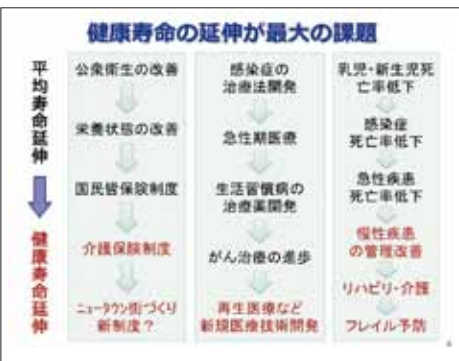 健康寿命の延伸が最大の課題
平均寿命延伸
健康寿命延伸
公衆衛生の改善
栄養状態の改善
国民皆保険制度
介護保険制度
ニュータウン街づくり
新制度?
感染症の
治療法開発
急性期医療
生活習慣病の
治療薬開発
がん治療の進歩
再生医療など
新規医療技術開発
乳児・新生児死
亡率低下
感染症
死亡率低下
急性疾患
死亡率低下
慢性疾患
の管理改善
リハビリ・介護
フレイル予防